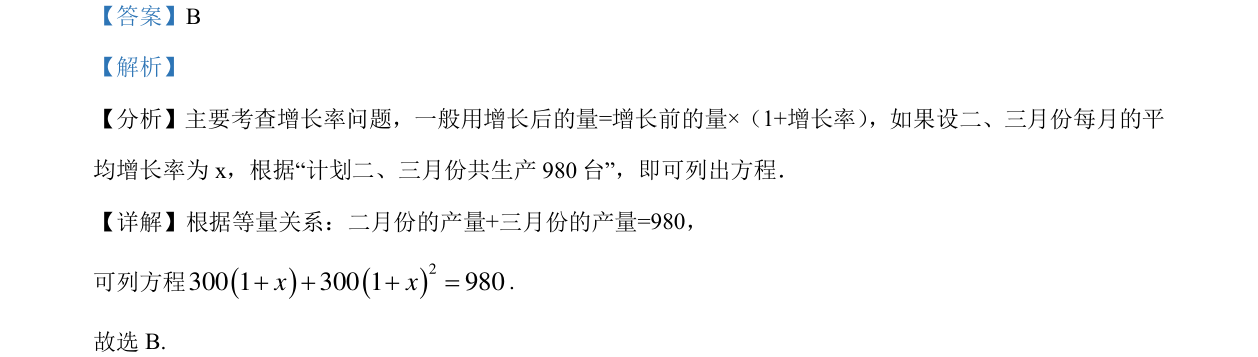 【答案】B
【解析】
【分析】主要考查增长率问题，一般用增长后的量=增长前的量×（1+增长率），如果设二、三月份每月的平
均增长率为 x，根据“计划二、三月份共生产 980 台”，即可列出方程．
【详解】根据等量关系：二月份的产量+三月份的产量=980，
可列方程300(1+x)+300(1+x)²=980．
故选 B.